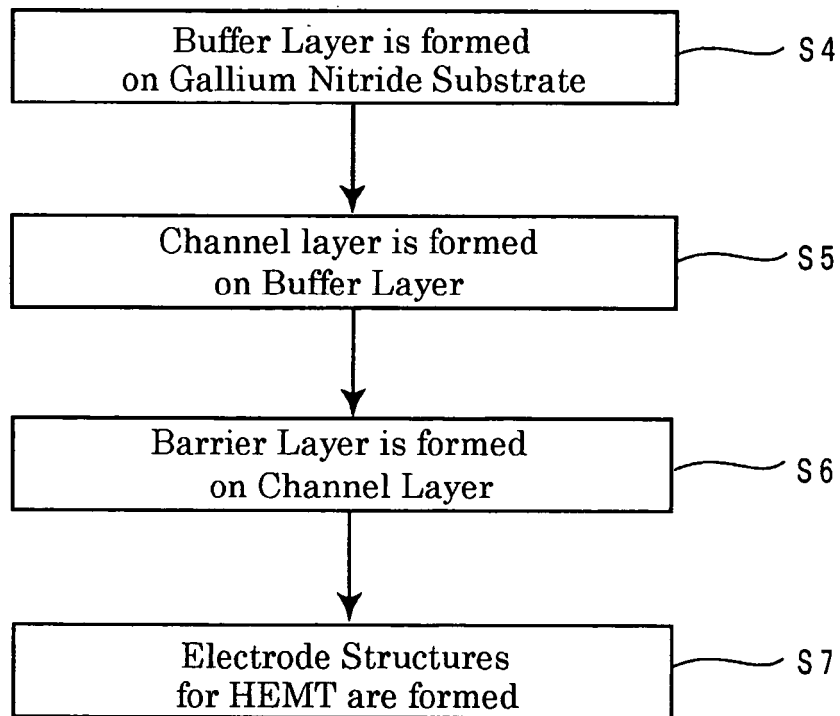 Buffer Layer is formed
on Gallium Nitride Substrate
S4
Channel layer is formed
on Buffer Layer
S5
Barrier Layer is formed
on Channel Layer
S6
Electrode Structures
for HEMT are formed
S7